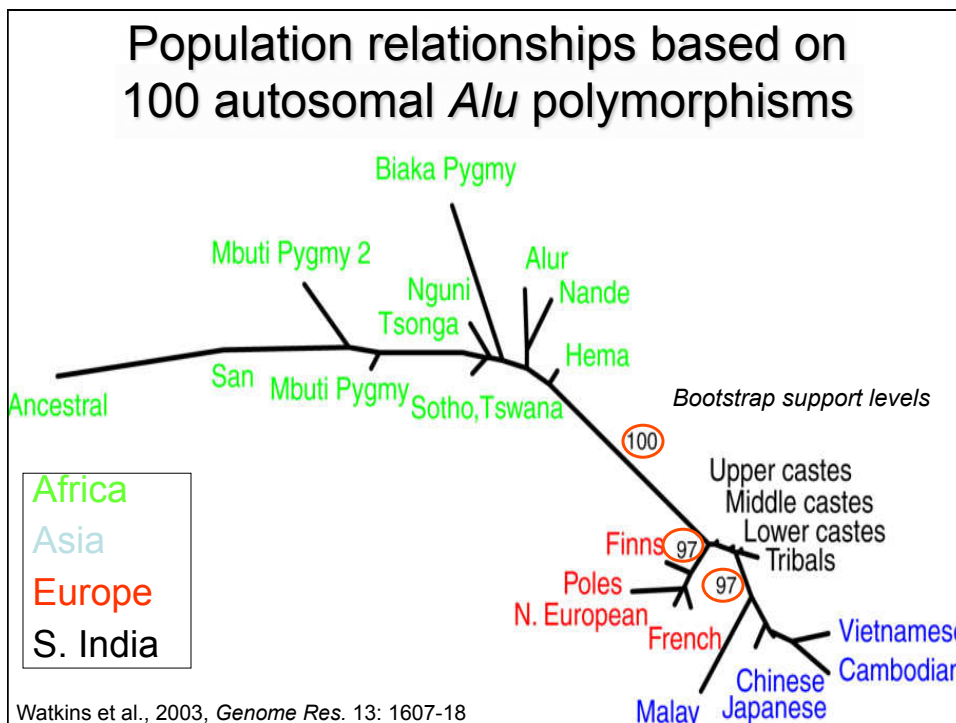 Population relationships based on
100 autosomal Alu polymorphisms
Biaka Pygmy
Mbuti Pygmy 2
Alur
Nguni
Nande
Tsonga
Hema
San
Mbuti Pygmy
Ancestral
Sotho,Tswana
Bootstrap support levels
100
Upper castes
Middle castes
Lower castes
Tribals
Finns
97
Poles
97
N. European
French
Vietnamese
Cambodian
Chinese
Japanese
Malay
Africa
Asia
Europe
S. India
Watkins et al., 2003, Genome Res. 13: 1607-18